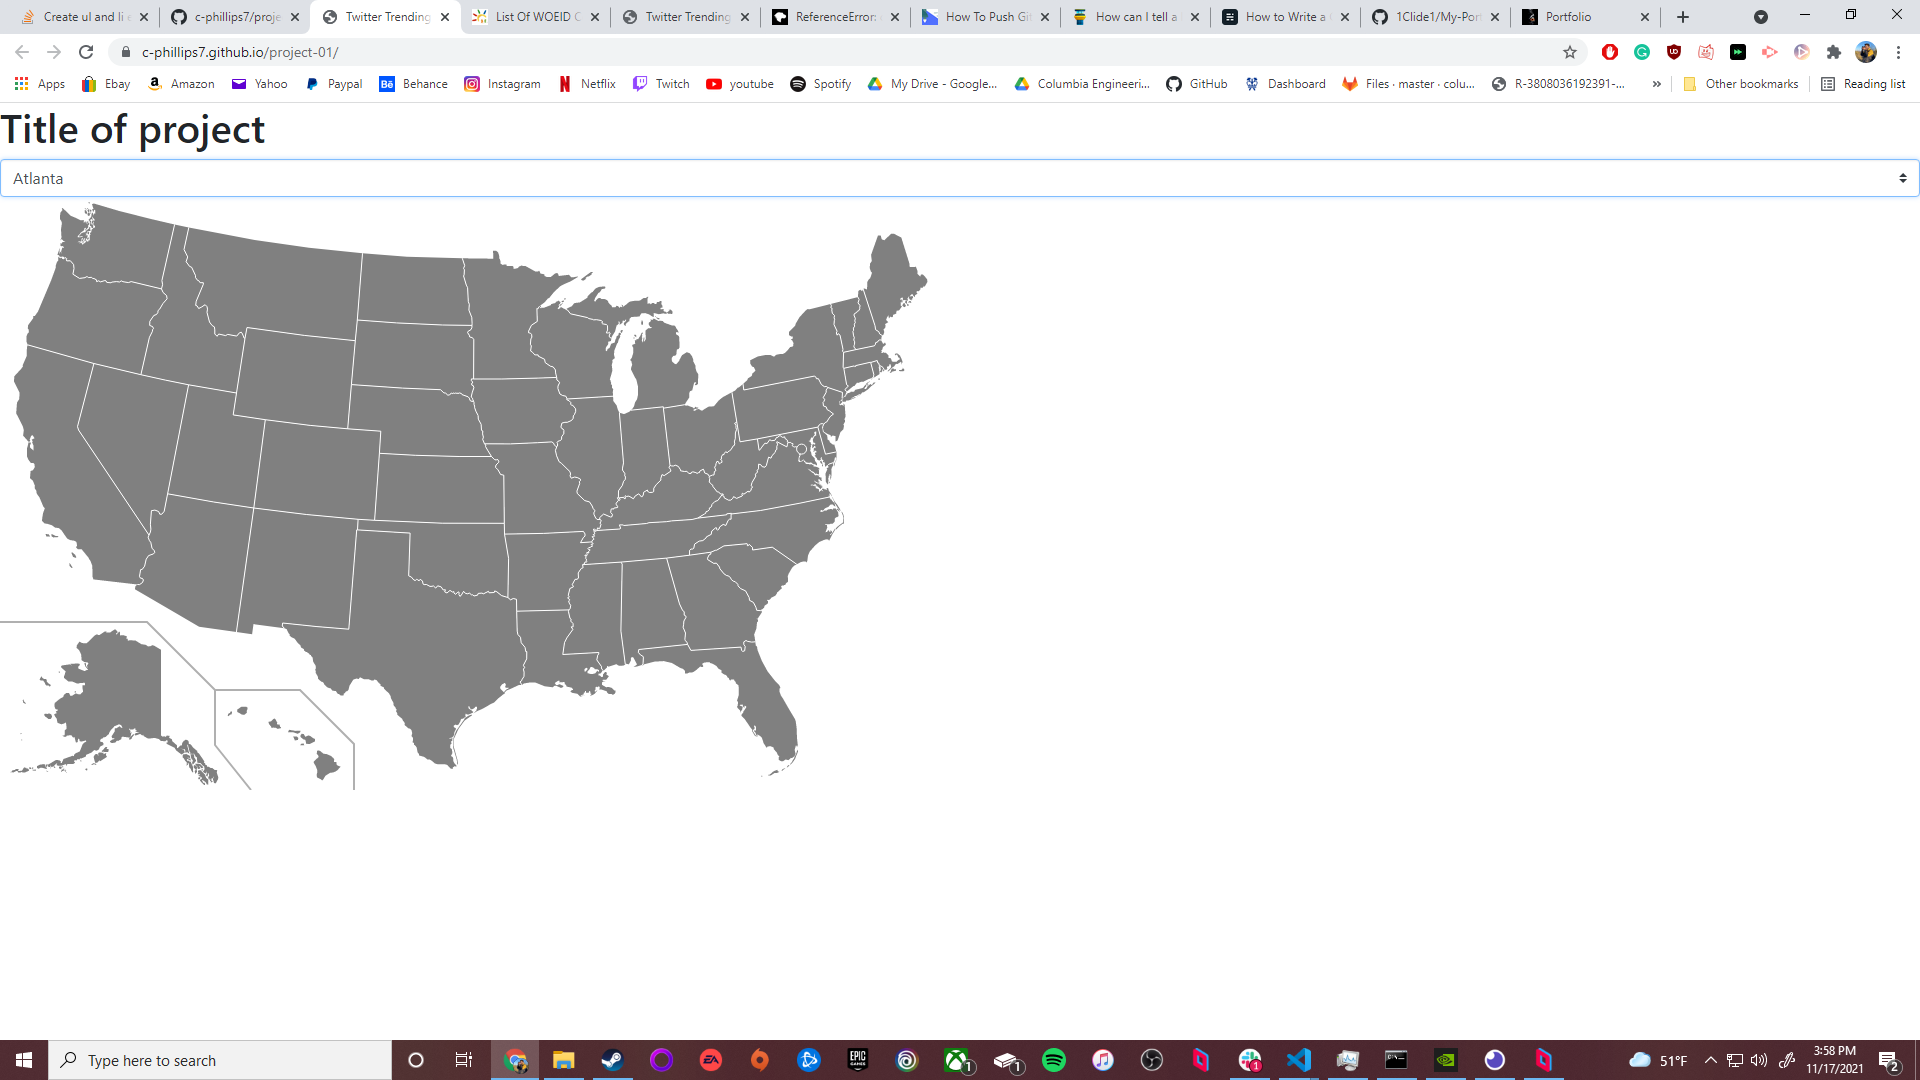 Create ul and li e
c-phillips7/proje
Twitter Trending
List Of WOEID C
Twitter Trending
ReferenceError:
How To Push Git
How can I tell a
How to Write a
1Clide1/My-Port
Portfolio
c-phillips7.github.io/project-01/
Apps
Ebay
Amazon
Yahoo
Paypal
Behance
Instagram
Netflix
Twitch
youtube
Spotify
My Drive - Google...
Columbia Engineeri...
GitHub
Dashboard
Files · master · colu...
R-3808036192391-...
»
Other bookmarks
Reading list
Title of project
Atlanta
Type here to search
51°F
3:58 PM
11/17/2021